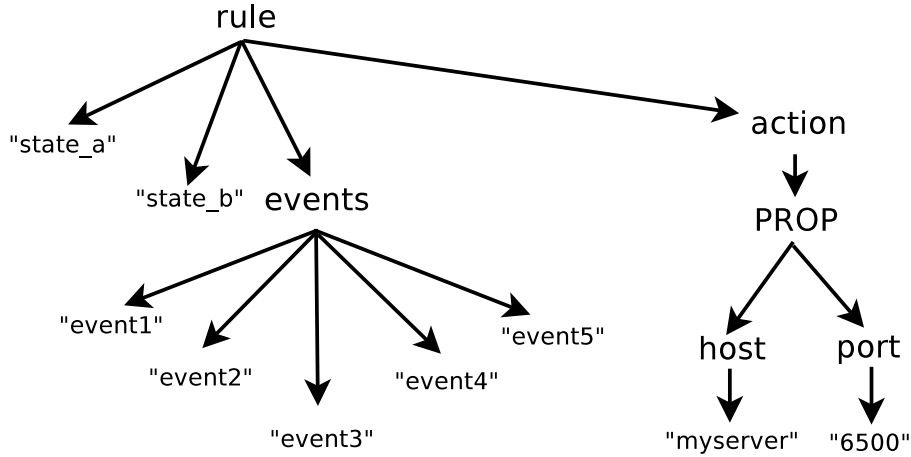 rule
action
"state_a"
"state_b"
events
PROP
"event1"
"event2"
"event3"
"event4"
"event5"
host
port
"myserver"
"6500"